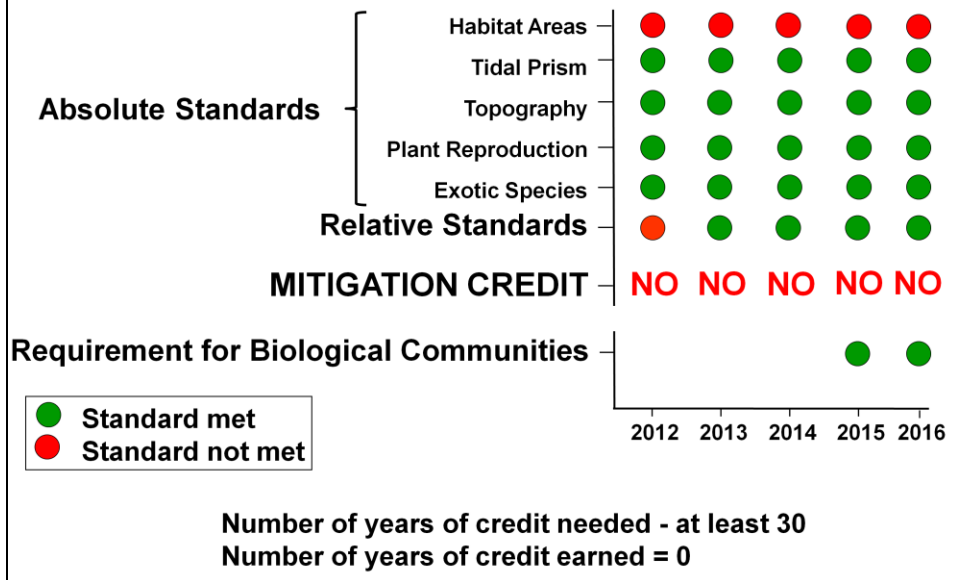 Habitat Areas
Tidal Prism
Absolute Standards
Topography
Plant Reproduction
Exotic Species
Relative Standards
MITIGATION CREDIT NO NO NO NO NO
Requirement for Biological Communities
Standard met
Standard not met
2012 2013 2014 2015 2016
Number of years of credit needed - at least 30
Number of years of credit earned = 0